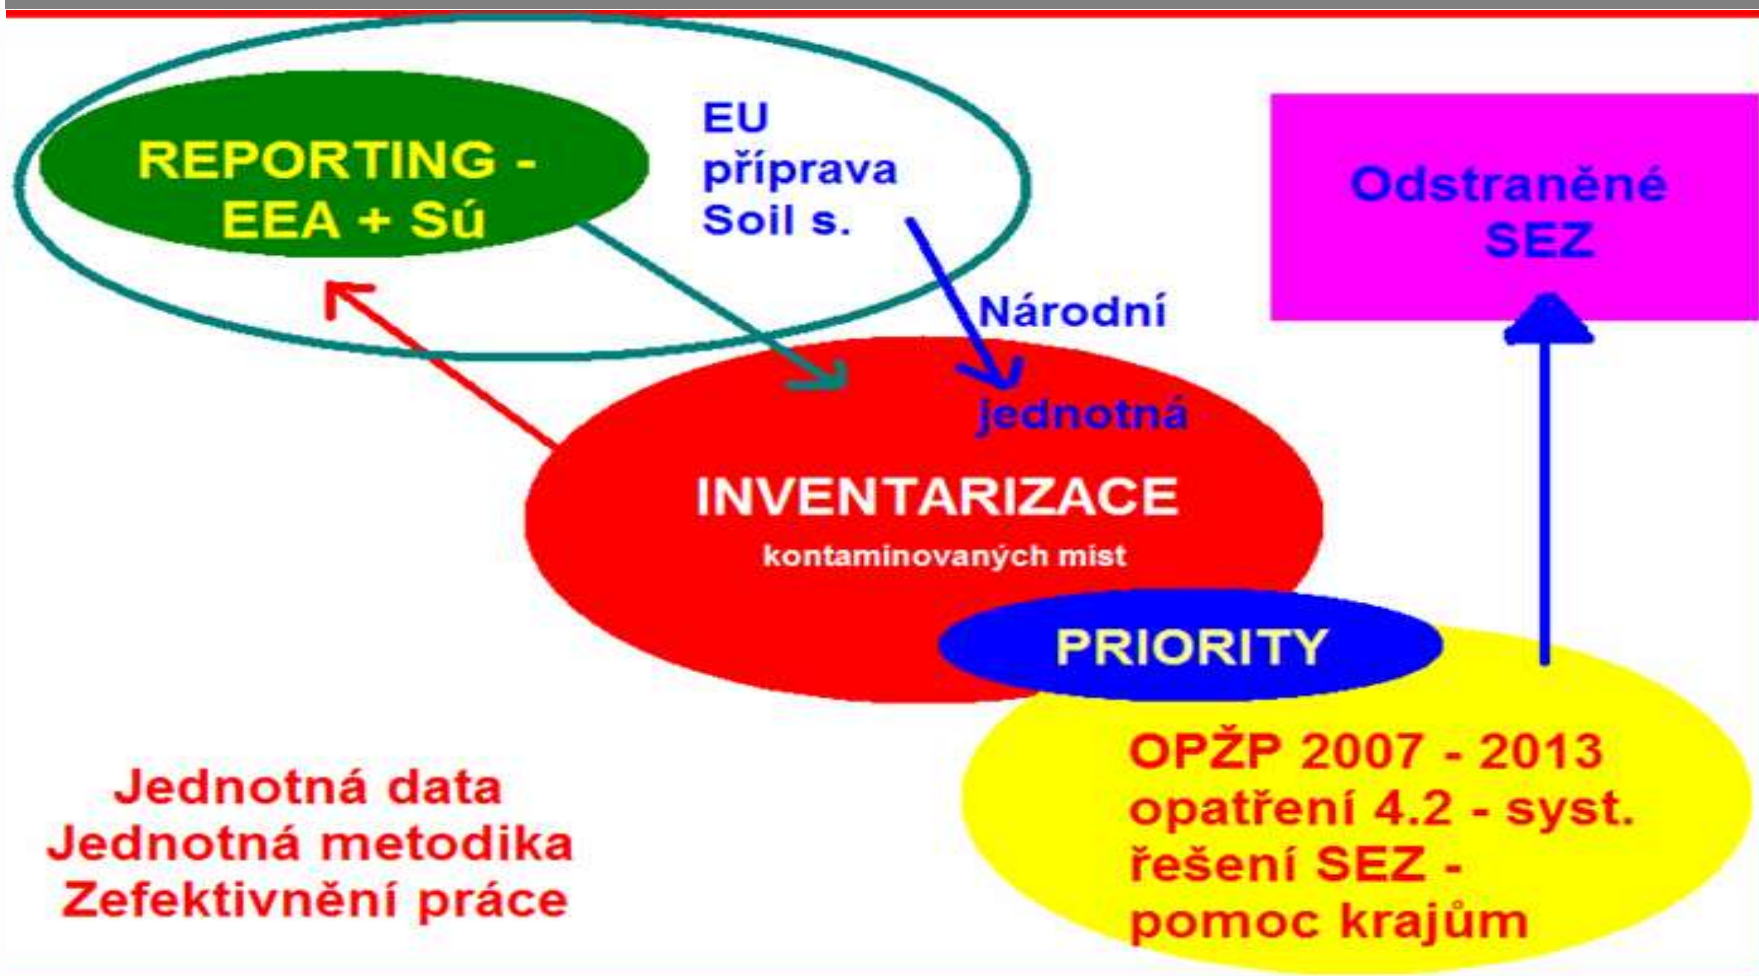 REPORTING -
EEA + Sú
EU
příprava
Soil s.
Odstraněné
SEZ
Národní
jednotná
INVENTARIZACE
kontaminovaných míst
PRIORITY
OPŽP 2007 - 2013
opatření 4.2 - syst.
řešení SEZ -
pomoc krajům
Jednotná data
Jednotná metodika
Zefektivnění práce